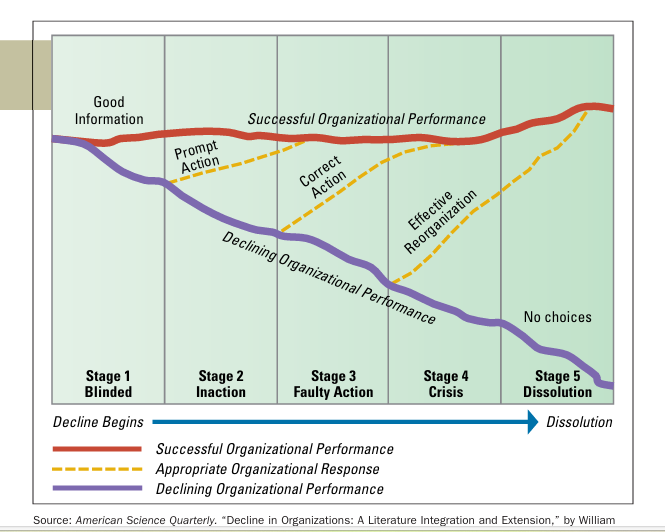 Good
Information
Successful Organizational Performance
Prompt
Action
Correct
Action
Effective
Reorganization
Declining Organizational Performance
No choices
Stage 1
Blinded
Stage 2
Inaction
Stage 3
Faulty Action
Stage 4
Crisis
Stage 5
Dissolution
Decline Begins
Dissolution
Successful Organizational Performance
Appropriate Organizational Response
Declining Organizational Performance
Source: American Science Quarterly. “Decline in Organizations: A Literature Integration and Extension,” by William